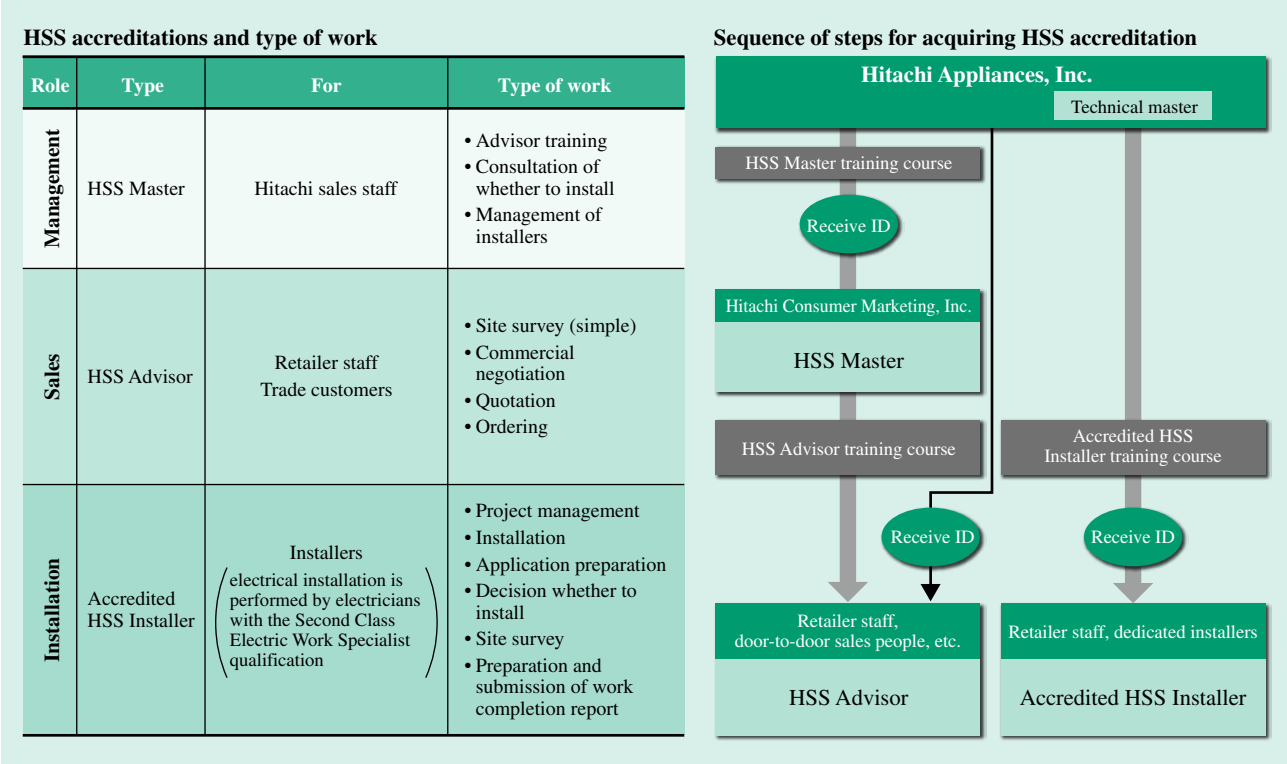 HSS accreditations and type of work
Role
Type
For
Type of work
Management
HSS Master
Hitachi sales staff
• Advisor training
• Consultation of
whether to install
• Management of
installers
Sales
HSS Advisor
Retailer staff
Trade customers
• Site survey (simple)
• Commercial
negotiation
• Quotation
• Ordering
Installation
Accredited
HSS Installer
Installers
(electrical installation is
performed by electricians
with the Second Class
Electric Work Specialist
qualification)
• Project management
• Installation
• Application preparation
• Decision whether to
install
• Site survey
• Preparation and
submission of work
completion report
Sequence of steps for acquiring HSS accreditation
Hitachi Appliances, Inc.
Technical master
HSS Master training course
Receive ID
Hitachi Consumer Marketing, Inc.
HSS Master
HSS Advisor training course
Accredited HSS
Installer training course
Receive ID
Receive ID
Retailer staff,
door-to-door sales people, etc.
HSS Advisor
Retailer staff, dedicated installers
Accredited HSS Installer